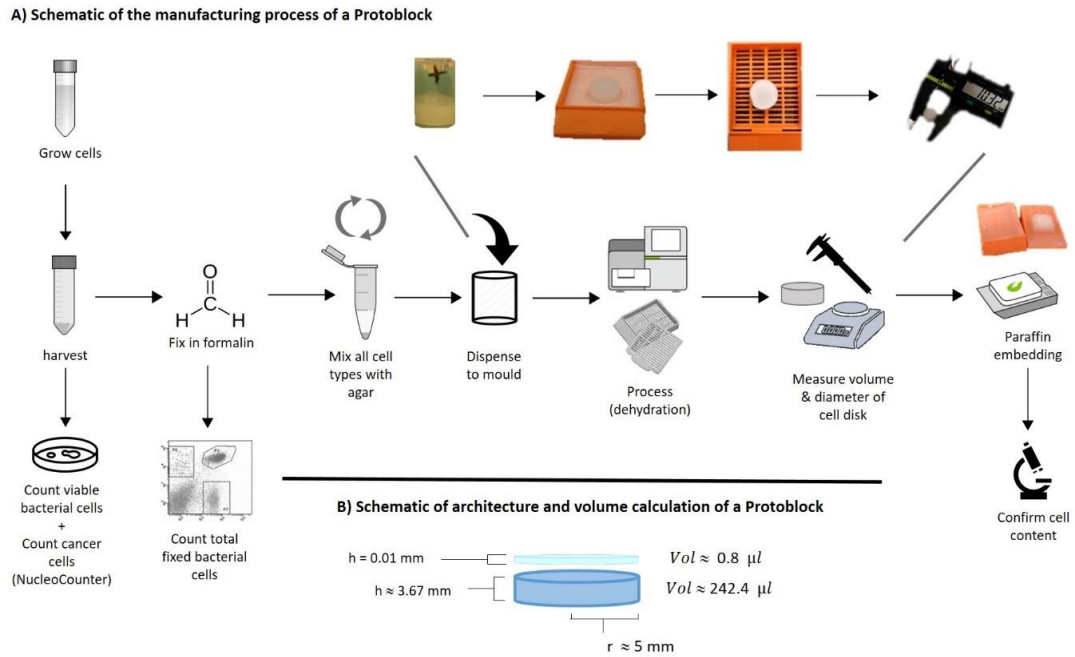 A) Schematic of the manufacturing process of a Protoblock
Grow cells
harvest
O
C
H
H
Fix in formalin
Mix all cell
types with
agar
Dispense
to mould
Process
(dehydration)
Measure volume
& diameter of
cell disk
Paraffin
embedding
Count viable
bacterial cells
+
Count cancer
cells
(NucleoCounter)
Count total
fixed bacterial
cells
Confirm cell
content
B) Schematic of architecture and volume calculation of a Protoblock
h = 0.01 mm
Vol ≈ 0.8 μl
h ≈ 3.67 mm
Vol ≈ 242.4 μl
r ≈ 5 mm